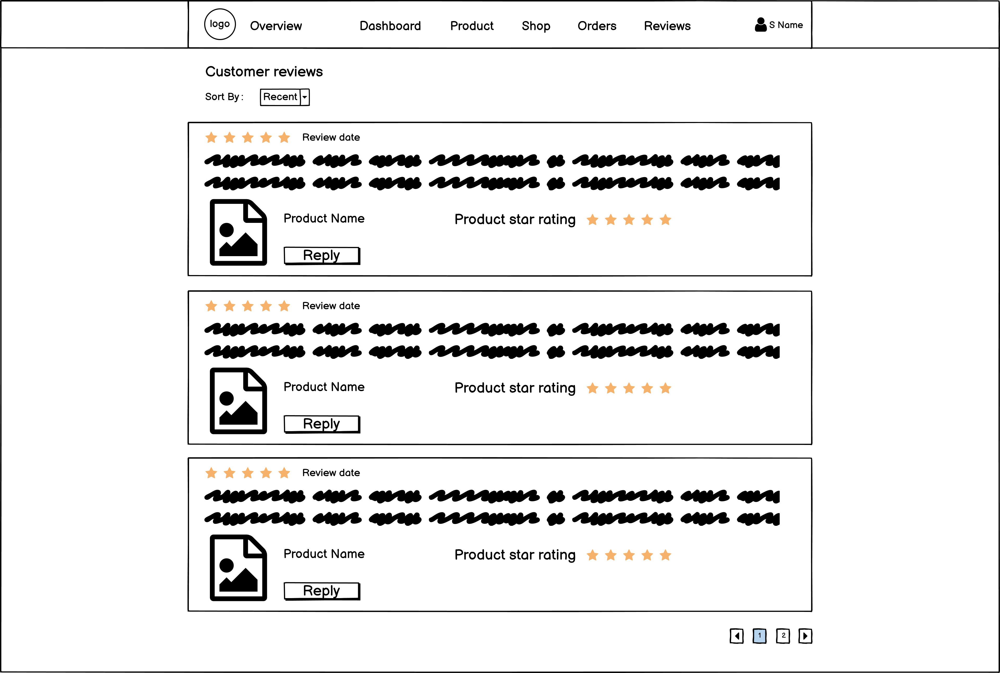 logo Overview Dashboard Product Shop Orders Reviews S Name
Customer reviews
Sort By : Recent
Review date
Product Name Product star rating
Reply
Review date
Product Name Product star rating
Reply
Review date
Product Name Product star rating
Reply
1 2